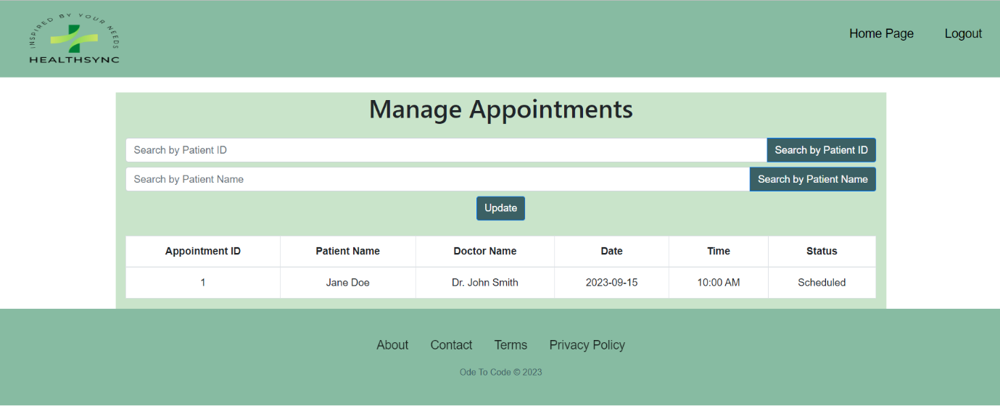 INSPIRED BY YOUR NEEDS
HEALTHSYNC
Home Page Logout
Manage Appointments
Search by Patient ID Search by Patient ID
Search by Patient Name Search by Patient Name
Update
Appointment ID Patient Name Doctor Name Date Time Status
1 Jane Doe Dr. John Smith 2023-09-15 10:00 AM Scheduled
About Contact Terms Privacy Policy
Ode To Code © 2023